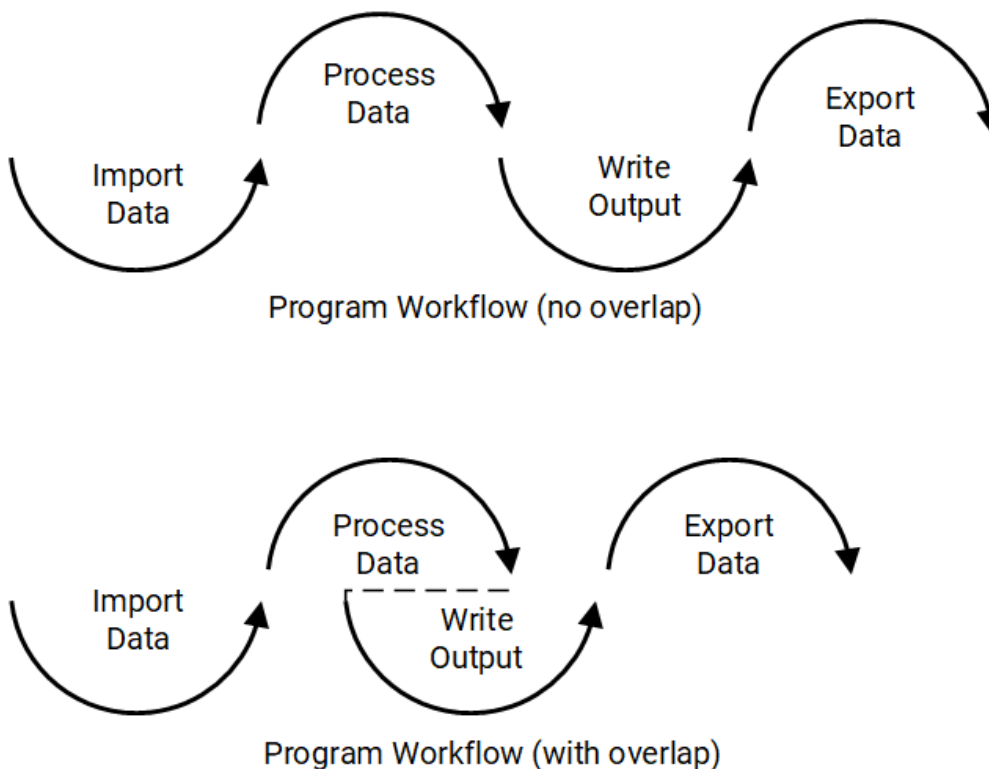 Process
Data
Export
Data
Import
Data
Write
Output
Program Workflow (no overlap)
Process
Data
Export
Data
Import
Data
Write
Output
Program Workflow (with overlap)